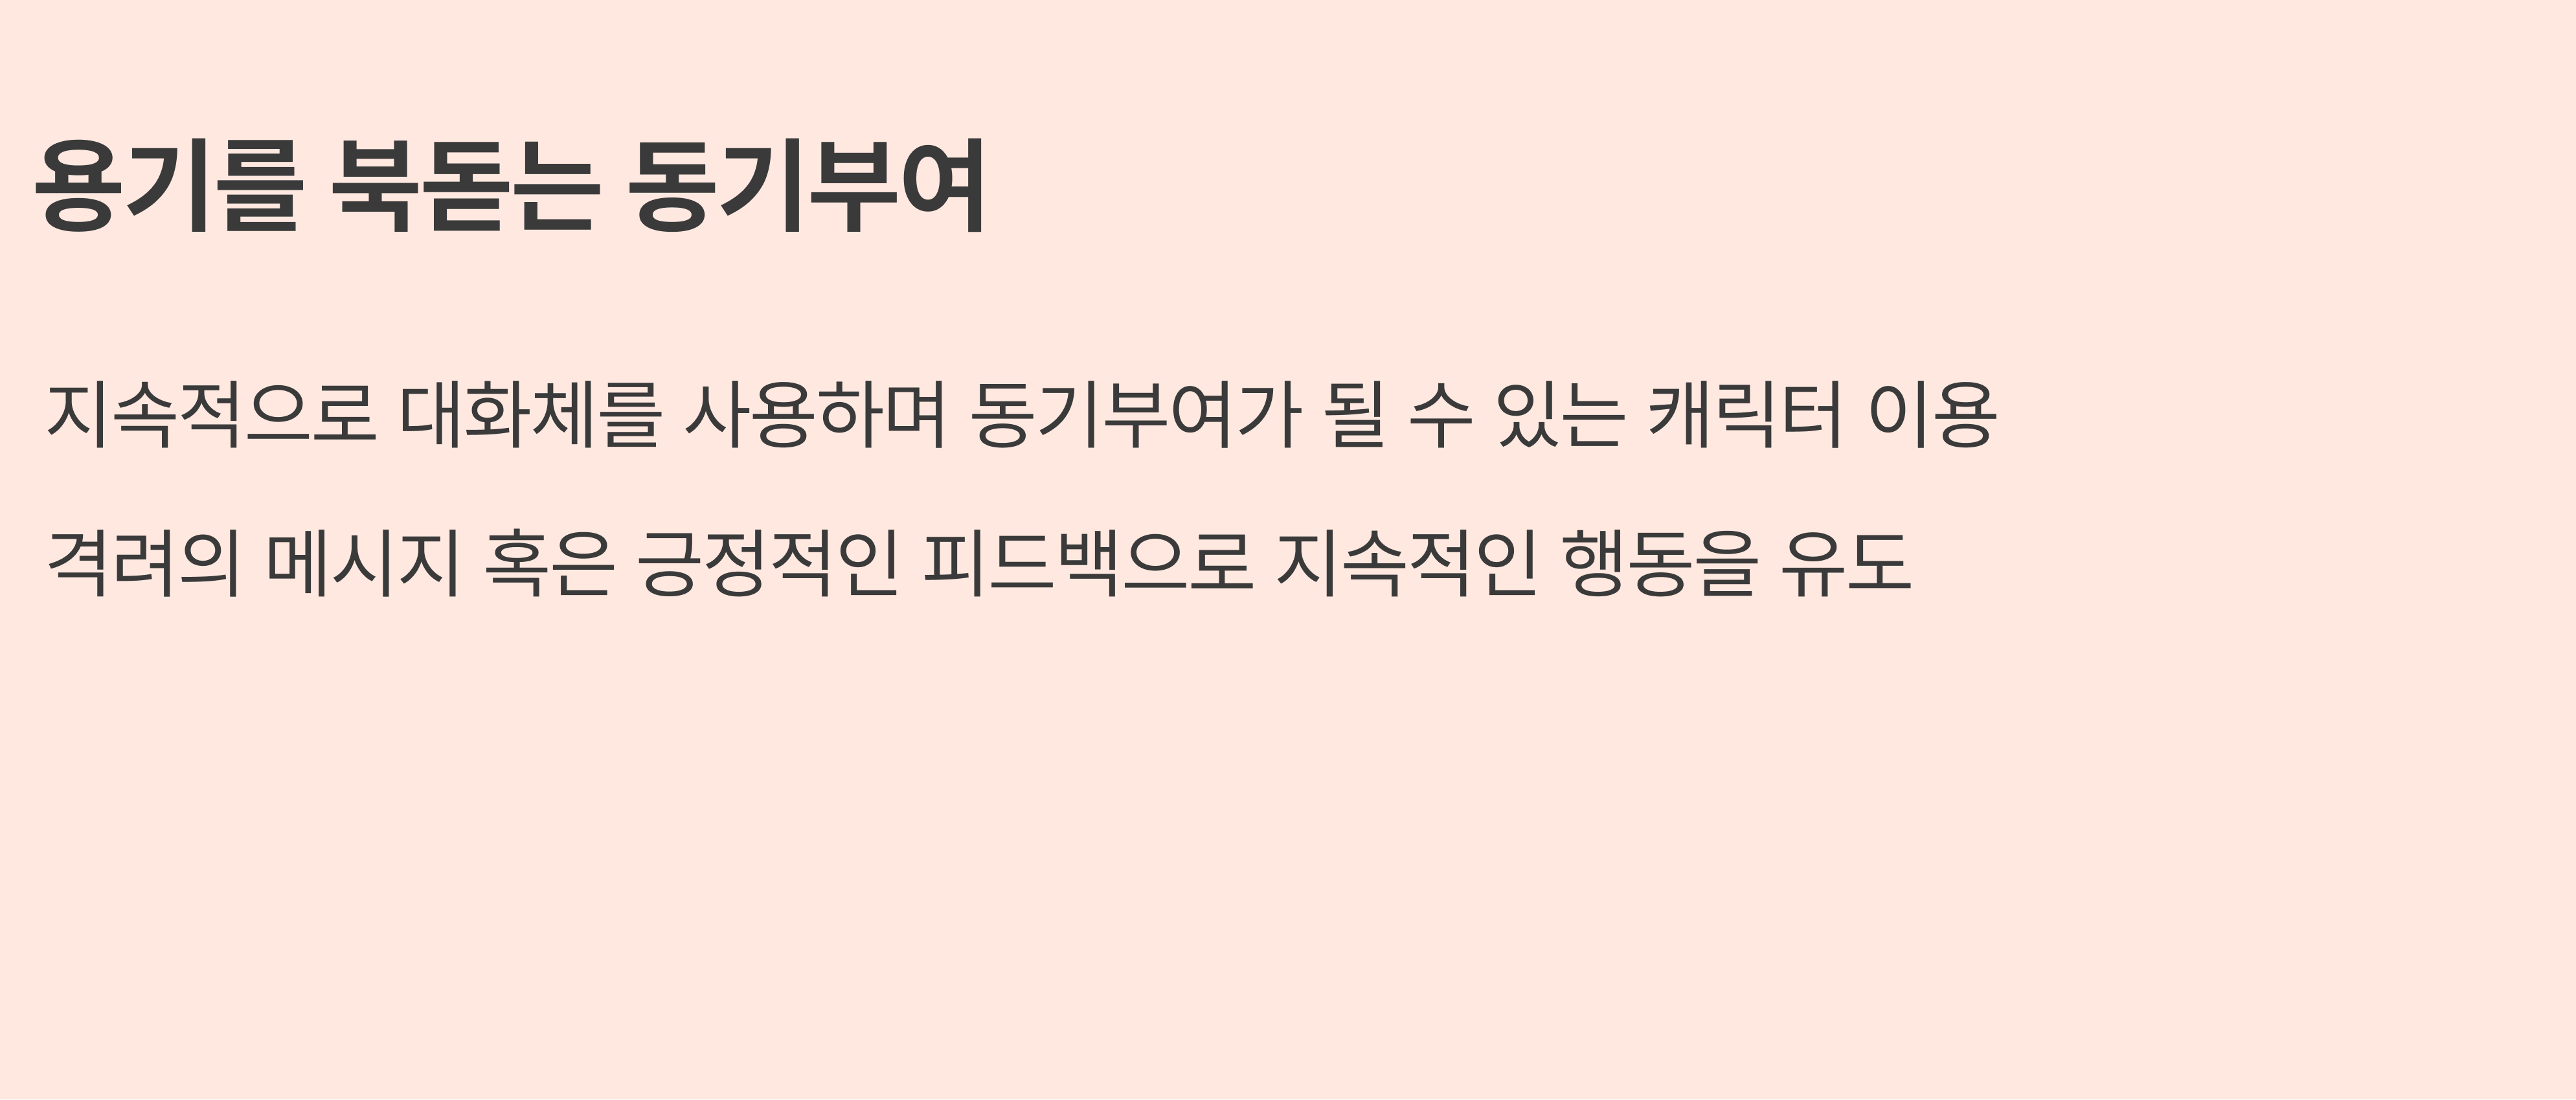 용기를 북돋는 동기부여
지속적으로 대화체를 사용하며 동기부여가 될 수 있는 캐릭터 이용
격려의 메시지 혹은 긍정적인 피드백으로 지속적인 행동을 유도